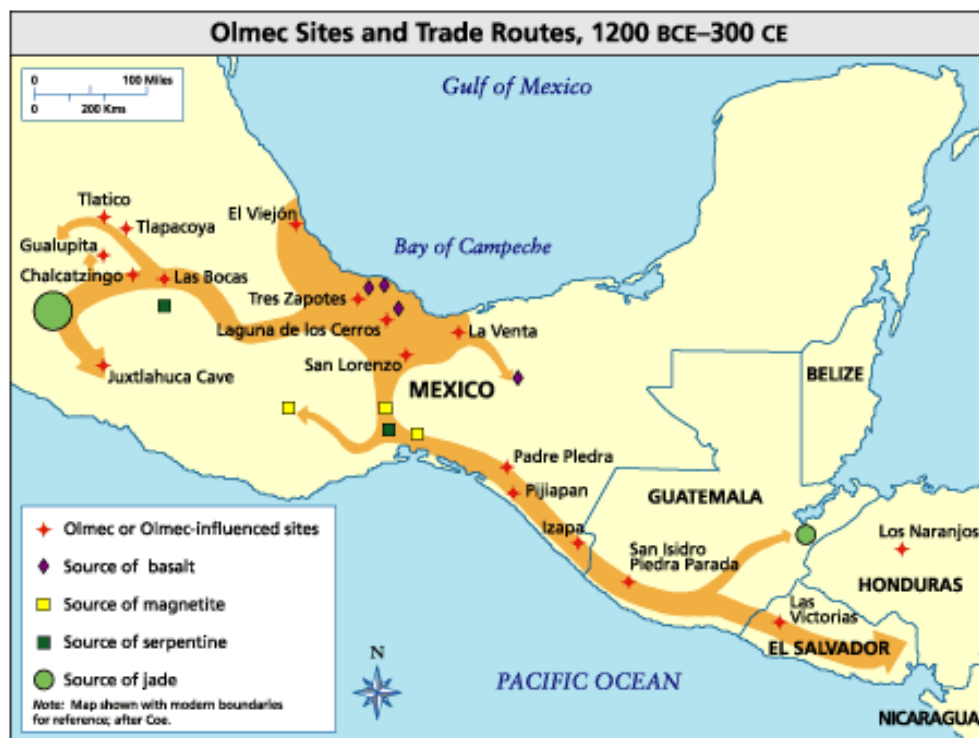 Olmec Sites and Trade Routes, 1200 BCE–300 CE
0 100 Miles
0 200 Kms
Gulf of Mexico
Tlatico
Tlapacoya
El Viejón
Gualupita
Bay of Campeche
Chalcatzingo
Las Bocas
Tres Zapotes
Laguna de los Cerros
La Venta
San Lorenzo
Juxtlahuca Cave
MEXICO
BELIZE
Padre Piedra
Pijiapan
GUATEMALA
Izapa
Los Naranjos
San Isidro
Piedra Parada
HONDURAS
Las
Victorias
EL SALVADOR
PACIFIC OCEAN
NICARAGUA
N
Olmec or Olmec-influenced sites
Source of basalt
Source of magnetite
Source of serpentine
Source of jade
Note: Map shown with modern boundaries
for reference; after Coe.